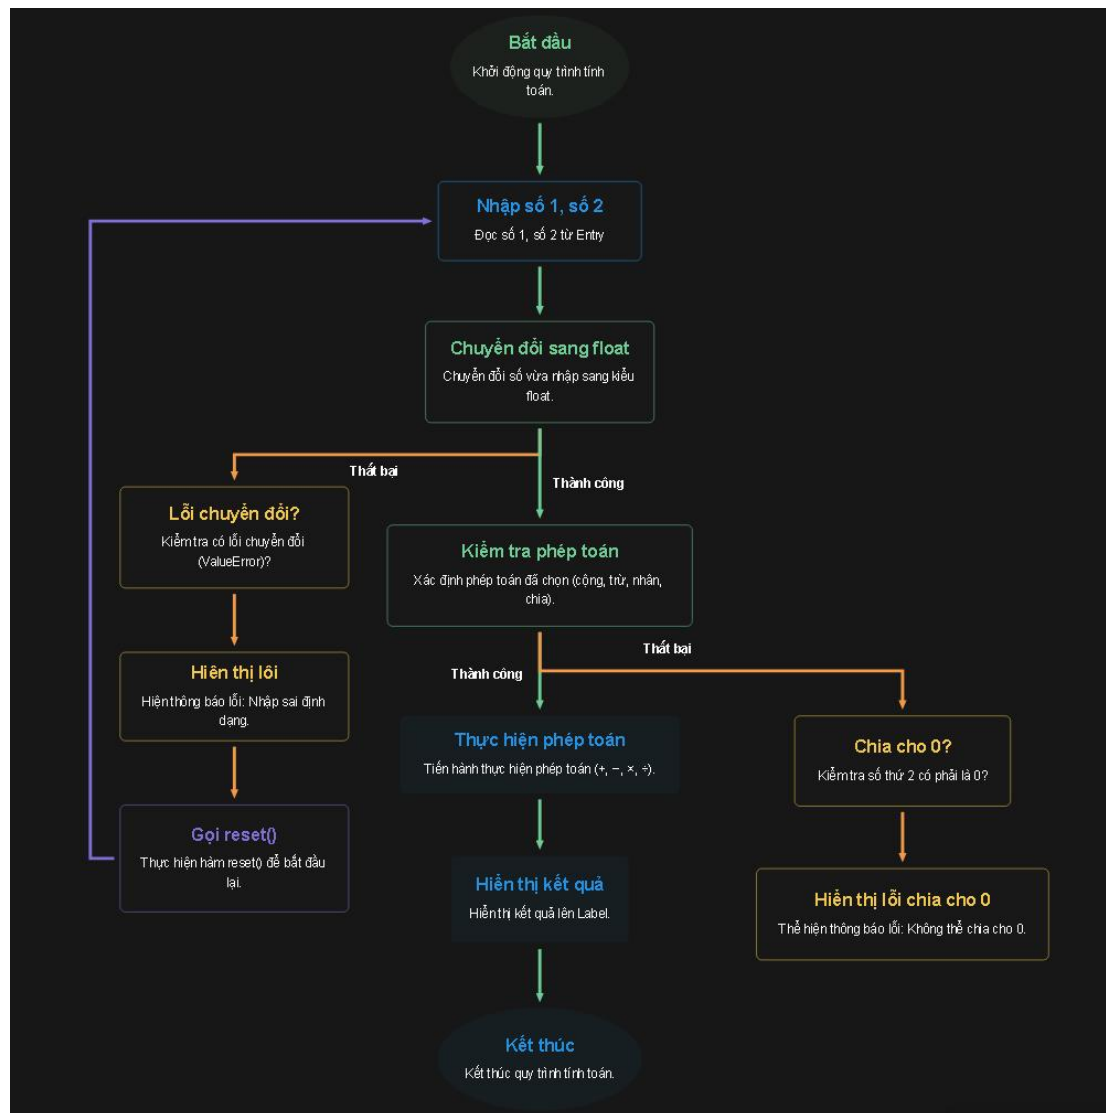 Bắt đầu
Khởi động quy trình tính
toán.
Nhập số 1, số 2
Đọc số 1, số 2 từ Entry
Chuyển đổi sang float
Chuyển đổi số vừa nhập sang kiểu
float.
Thất bại
Thành công
Lỗi chuyển đổi?
Kiểm tra có lỗi chuyển đổi
(ValueError)?
Kiểm tra phép toán
Xác định phép toán đã chọn (cộng, trừ, nhân,
chia).
Thất bại
Thành công
Hiển thị lỗi
Hiện thông báo lỗi: Nhập sai định
dạng.
Thực hiện phép toán
Tiến hành thực hiện phép toán (+, −, ×, ÷).
Chia cho 0?
Kiểm tra số thứ 2 có phải là 0?
Gọi reset()
Thực hiện hàm reset() để bắt đầu
lại.
Hiển thị kết quả
Hiển thị kết quả lên Label.
Hiển thị lỗi chia cho 0
Thể hiện thông báo lỗi: Không thể chia cho 0.
Kết thúc
Kết thúc quy trình tính toán.